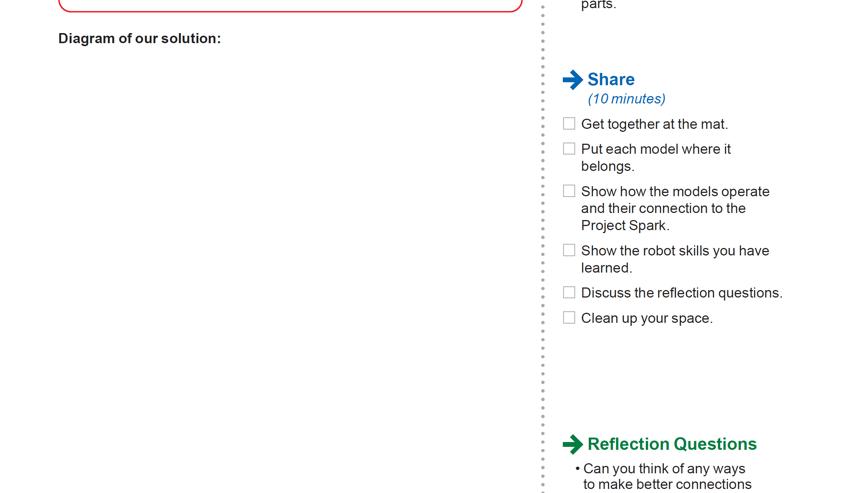 Diagram of our solution:
parts.
Share
(10 minutes)
Get together at the mat.
Put each model where it
belongs.
Show how the models operate
and their connection to the
Project Spark.
Show the robot skills you have
learned.
Discuss the reflection questions.
Clean up your space.
Reflection Questions
• Can you think of any ways
to make better connections